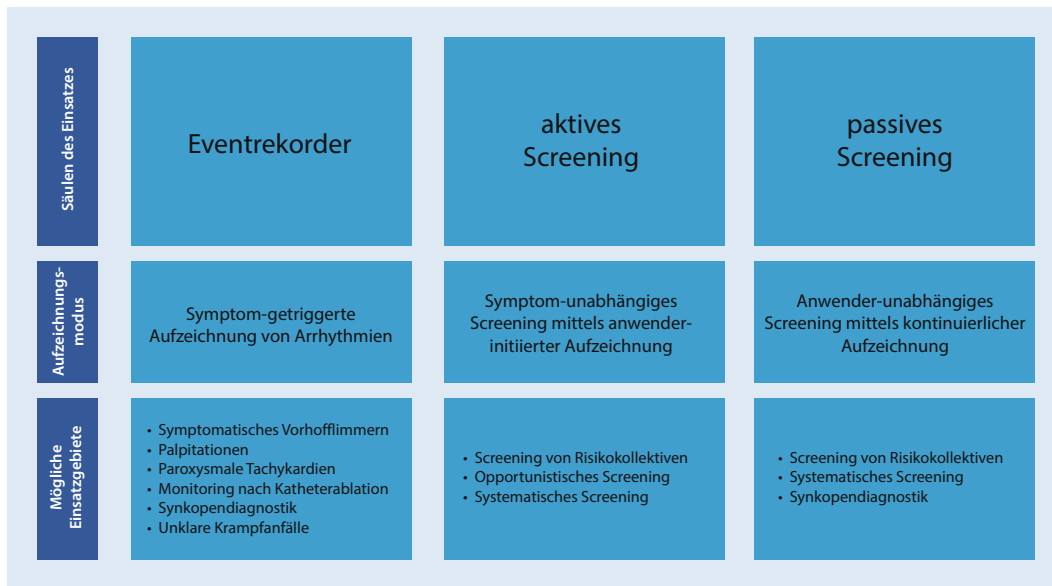 Säulen des Einsatzes
Eventrekorder
aktives
Screening
passives
Screening
Aufzeichnungs-
modus
Symptom-getriggerte
Aufzeichnung von Arrhythmien
Symptom-unabhängiges
Screening mittels anwender-
initiierter Aufzeichnung
Anwender-unabhängiges
Screening mittels kontinuierlicher
Aufzeichnung
Mögliche
Einsatzgebiete
• Symptomatisches Vorhofflimmern
• Palpitationen
• Paroxysmale Tachykardien
• Monitoring nach Katheterablation
• Synkopendiagnostik
• Unklare Krampfanfälle
• Screening von Risikokollektiven
• Opportunistisches Screening
• Systematisches Screening
• Screening von Risikokollektiven
• Systematisches Screening
• Synkopendiagnostik